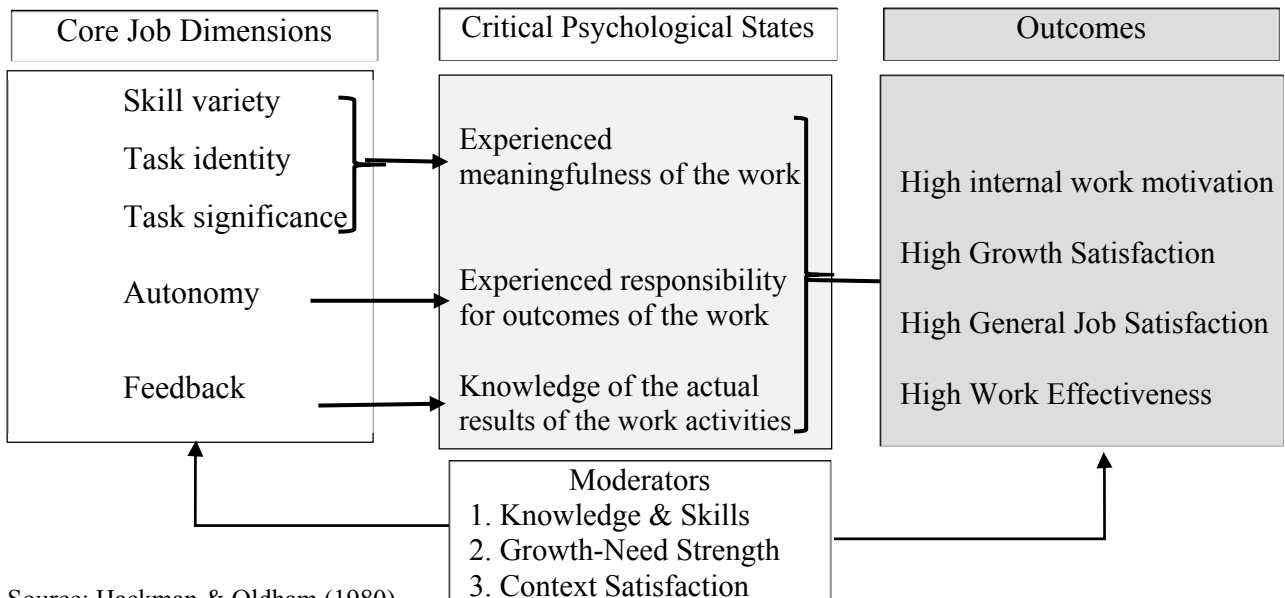 Core Job Dimensions
Critical Psychological States
Outcomes
Skill variety
Task identity
Task significance
Autonomy
Feedback
Experienced
meaningfulness of the work
Experienced responsibility
for outcomes of the work
Knowledge of the actual
results of the work activities
High internal work motivation
High Growth Satisfaction
High General Job Satisfaction
High Work Effectiveness
Moderators
1. Knowledge & Skills
2. Growth-Need Strength
3. Context Satisfaction
Source: Hackman & Oldham (1980)